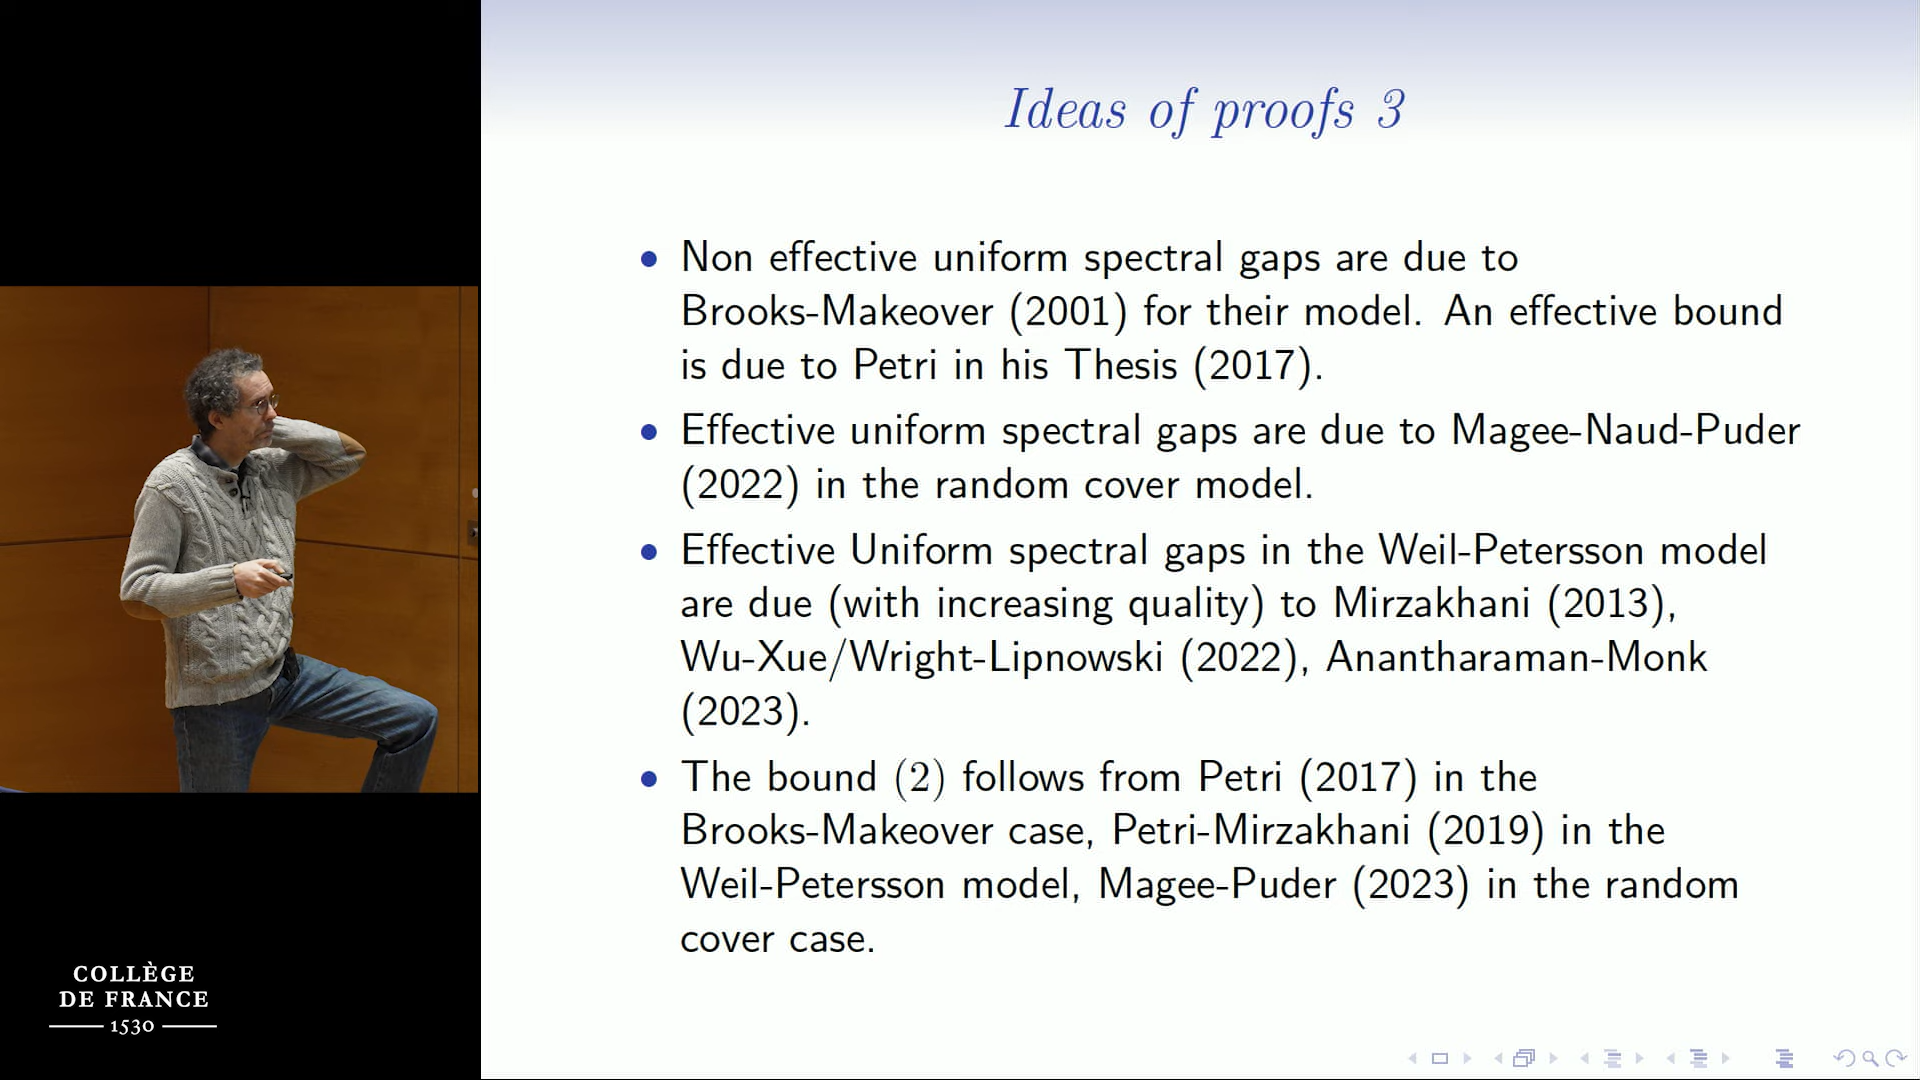 Ideas of proofs 3
• Non effective uniform spectral gaps are due to
Brooks-Makeover (2001) for their model. An effective bound
is due to Petri in his Thesis (2017).
• Effective uniform spectral gaps are due to Magee-Naud-Puder
(2022) in the random cover model.
• Effective Uniform spectral gaps in the Weil-Petersson model
are due (with increasing quality) to Mirzakhani (2013),
Wu-Xue/Wright-Lipnowski (2022), Anantharaman-Monk
(2023).
• The bound (2) follows from Petri (2017) in the
Brooks-Makeover case, Petri-Mirzakhani (2019) in the
Weil-Petersson model, Magee-Puder (2023) in the random
cover case.
COLLÈGE
DE FRANCE
1530